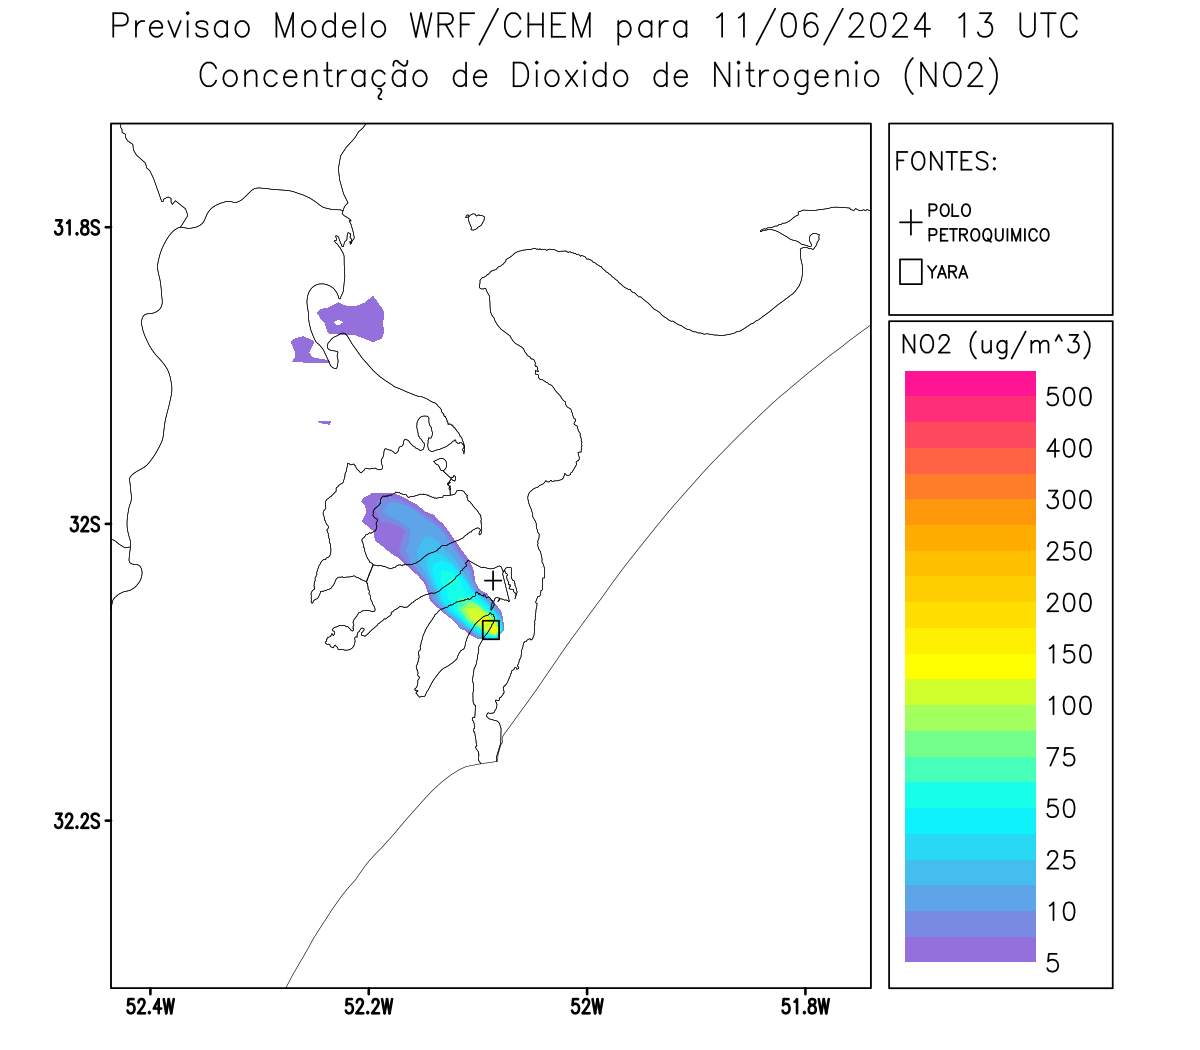 Previsao Modelo WRF/CHEM para 11/06/2024 13 UTC
Concentração de Dioxido de Nitrogenio (NO2)
FONTES:
POLO
PETROQUIMICO
YARA
NO2 (ug/m^3)
500
400
300
250
200
150
100
75
50
25
10
5
31.8S
32S
32.2S
52.4W
52.2W
52W
51.8W